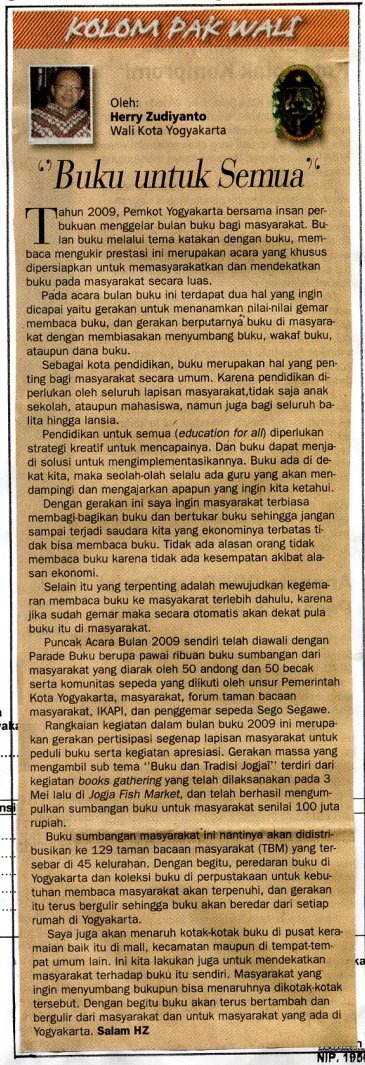 KOLOM PAK WALI
Oleh:
Herry Zudiyanto
Wali Kota Yogyakarta
"Buku untuk Semua"
Tahun 2009, Pemkot Yogyakarta bersama insan per-
bukuan menggelar bulan buku bagi masyarakat. Bu-
lan buku melalui tema katakan dengan buku, mem-
baca mengukir prestasi ini merupakan acara yang khusus
dipersiapkan untuk memasyarakatkan dan mendekatkan
buku pada masyarakat secara luas.
Pada acara bulan buku ini terdapat dua hal yang ingin
dicapai yaitu gerakan untuk menanamkan nilai-nilai gemar
membaca buku, dan gerakan berputarnya buku di masyara-
kat dengan membiasakan menyumbang buku, wakaf buku,
ataupun dana buku.
Sebagai kota pendidikan, buku merupakan hal yang pen-
ting bagi masyarakat secara umum. Karena pendidikan di-
perlukan oleh seluruh lapisan masyarakat,tidak saja anak
sekolah, ataupun mahasiswa, namun juga bagi seluruh ba-
lita hingga lansia.
Pendidikan untuk semua (education for all) diperlukan
strategi kreatif untuk mencapainya. Dan buku dapat menja-
di solusi untuk mengimplementasikannya. Buku ada di de-
kat kita, maka seolah-olah selalu ada guru yang akan men-
dampingi dan mengajarkan apapun yang ingin kita ketahui.
Dengan gerakan ini saya ingin masyarakat terbiasa
membagi-bagikan buku dan bertukar buku sehingga jangan
sampai terjadi saudara kita yang ekonominya terbatas ti-
dak bisa membaca buku. Tidak ada alasan orang tidak
membaca buku karena tidak ada kesempatan akibat ala-
san ekonomi.
Selain itu yang terpenting adalah mewujudkan kegema-
ran membaca buku ke masyakarat terlebih dahulu, karena
jika sudah gemar maka secara otomatis akan dekat pula
buku itu di masyarakat.
Puncak Acara Bulan 2009 sendiri telah diawali dengan
Parade Buku berupa pawai ribuan buku sumbangan dari
masyarakat yang diarak oleh 50 andong dan 50 becak
serta komunitas sepeda yang diikuti oleh unsur Pemerintah
Kota Yogyakarta, masyarakat, forum taman bacaan
masyarakat, IKAPI, dan penggemar sepeda Sego Segawe.
Rangkaian kegiatan dalam bulan buku 2009 ini merupa-
kan gerakan pertisipasi segenap lapisan masyarakat untuk
peduli buku serta kegiatan apresiasi. Gerakan massa yang
mengambil sub tema "Buku dan Tradisi Jogja" terdiri dari
kegiatan books gathering yang telah dilaksanakan pada 3
Mei lalu di Jogja Fish Market, dan telah berhasil mengum-
pulkan sumbangan buku untuk masyarakat senilai 100 juta
rupiah.
Buku sumbangan masyarakat ini nantinya akan didistri-
busikan ke 129 taman bacaan masyarakat (TBM) yang ter-
sebar di 45 kelurahan. Dengan begitu, peredaran buku di
Yogyakarta dan koleksi buku di perpustakaan untuk kebu-
tuhan membaca masyarakat akan terpenuhi, dan gerakan
itu terus bergulir sehingga buku akan beredar dari setiap
rumah di Yogyakarta.
Saya juga akan menaruh kotak-kotak buku di pusat kera-
maian baik itu di mall, kecamatan maupun di tempat-tem-
pat umum lain. Ini kita lakukan juga untuk mendekatkan
masyarakat terhadap buku itu sendiri. Masyarakat yang
ingin menyumbang bukupun bisa menaruhnya dikotak-kotak
tersebut. Dengan begitu buku akan terus bertambah dan
bergulir dari masyarakat dan untuk masyarakat yang ada di
Yogyakarta. Salam HZ
NIP. 195